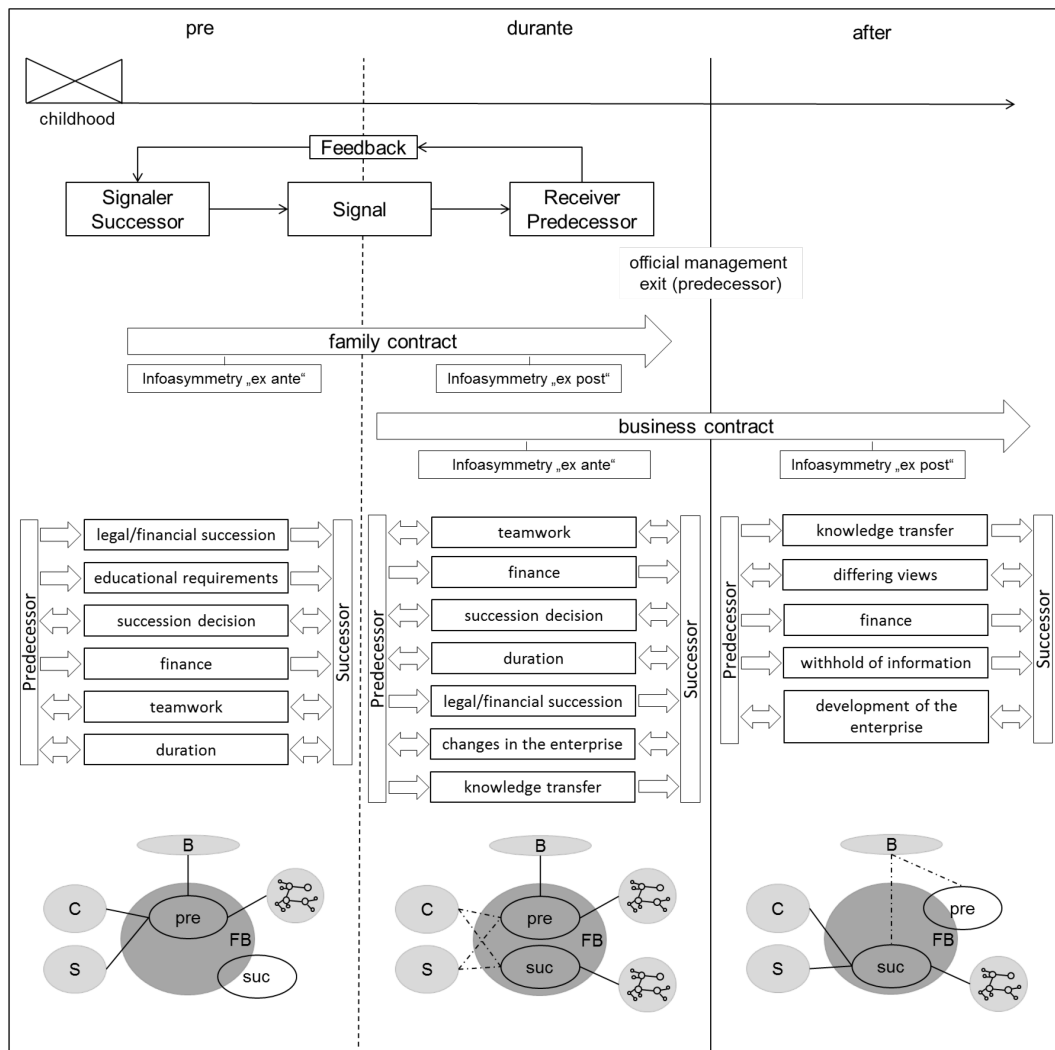 pre
durante
after
childhood
Feedback
Signaler
Successor
Signal
Receiver
Predecessor
official management
exit (predecessor)
family contract
Infoasymmetry „ex ante“
Infoasymmetry „ex post“
business contract
Infoasymmetry „ex ante“
Infoasymmetry „ex post“
Predecessor
legal/financial succession
educational requirements
succession decision
finance
teamwork
duration
Successor
Predecessor
teamwork
finance
succession decision
duration
legal/financial succession
changes in the enterprise
knowledge transfer
Successor
Predecessor
knowledge transfer
differing views
finance
withhold of information
development of the
enterprise
Successor
B
C
pre
FB
S
suc
B
C
pre
FB
S
suc
B
C
pre
FB
S
suc